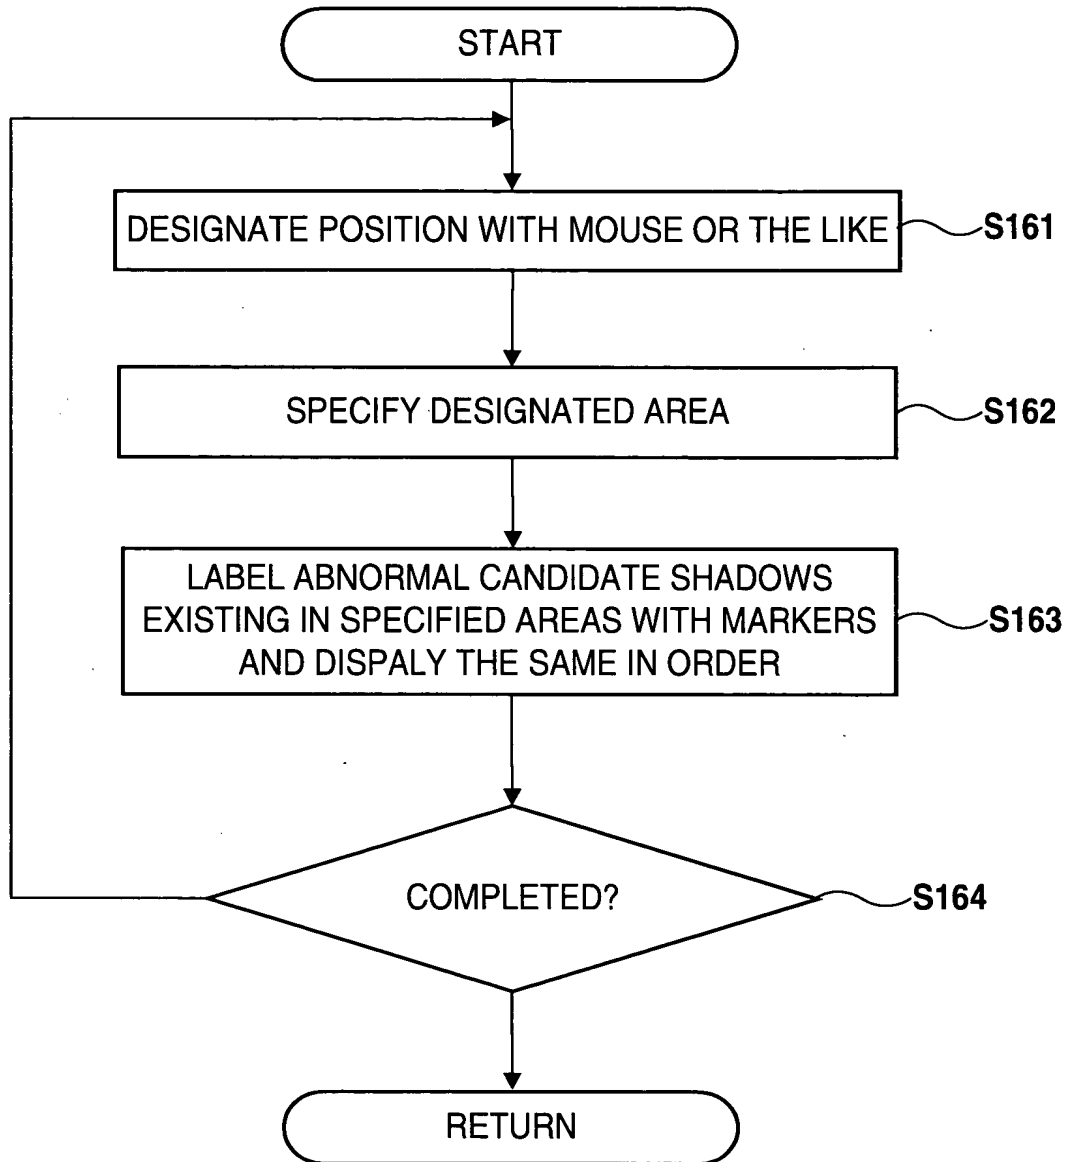 START
DESIGNATE POSITION WITH MOUSE OR THE LIKE
S161
SPECIFY DESIGNATED AREA
S162
LABEL ABNORMAL CANDIDATE SHADOWS
EXISTING IN SPECIFIED AREAS WITH MARKERS
AND DISPALY THE SAME IN ORDER
S163
COMPLETED?
S164
RETURN